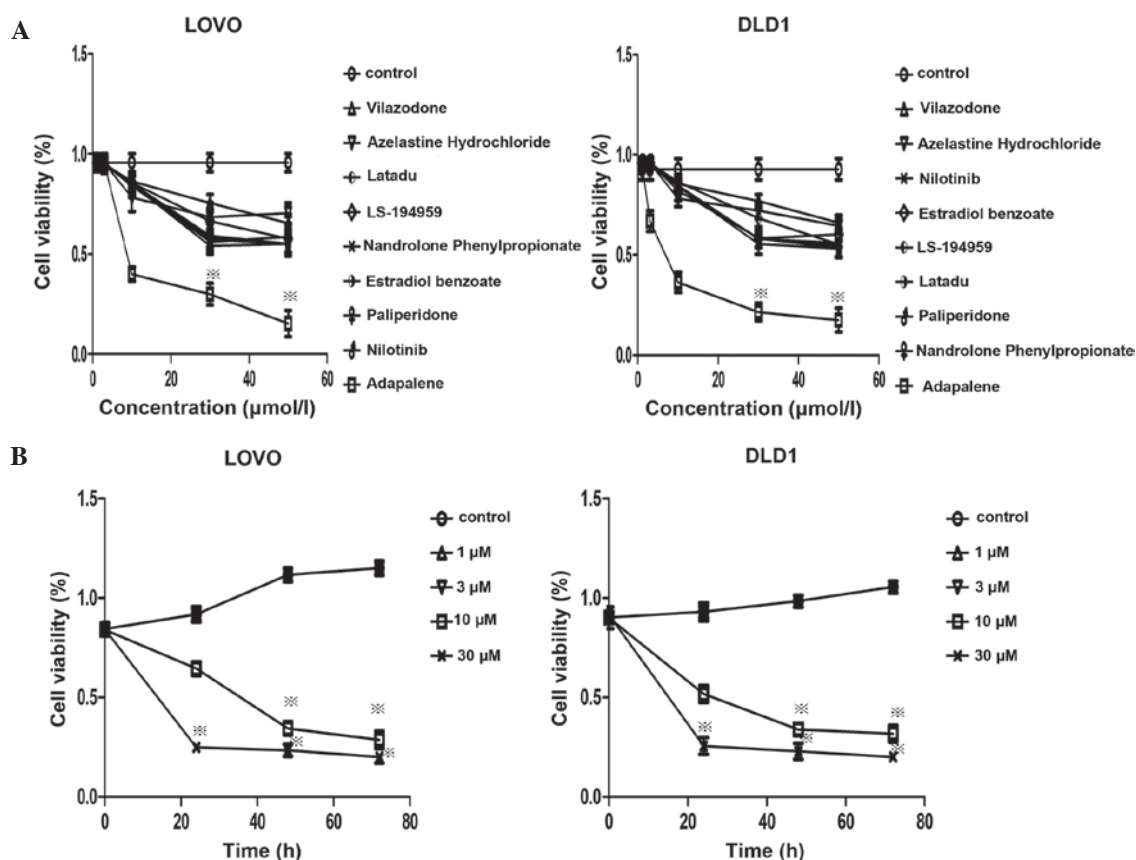 A
LOVO
1.5
1.0
0.5
0.0
Cell viability (%)
0 20 40 60
Concentration (µmol/l)
control
Vilazodone
Azelastine Hydrochloride
Latadu
LS-194959
Nandrolone Phenylpropionate
Estradiol benzoate
Paliperidone
Nilotinib
Adapalene
※
※
DLD1
1.5
1.0
0.5
0.0
Cell viability (%)
0 20 40 60
Concentration (µmol/l)
control
Vilazodone
Azelastine Hydrochloride
Nilotinib
Estradiol benzoate
LS-194959
Latadu
Paliperidone
Nandrolone Phenylpropionate
Adapalene
※ ※
B
LOVO
1.5
1.0
0.5
0.0
Cell viability (%)
0 20 40 60 80
Time (h)
control
1 µM
3 µM
10 µM
30 µM
※ ※
※ ※ ※
DLD1
1.5
1.0
0.5
0.0
Cell viability (%)
0 20 40 60 80
Time (h)
control
1 µM
3 µM
10 µM
30 µM
※ ※
※ ※ ※